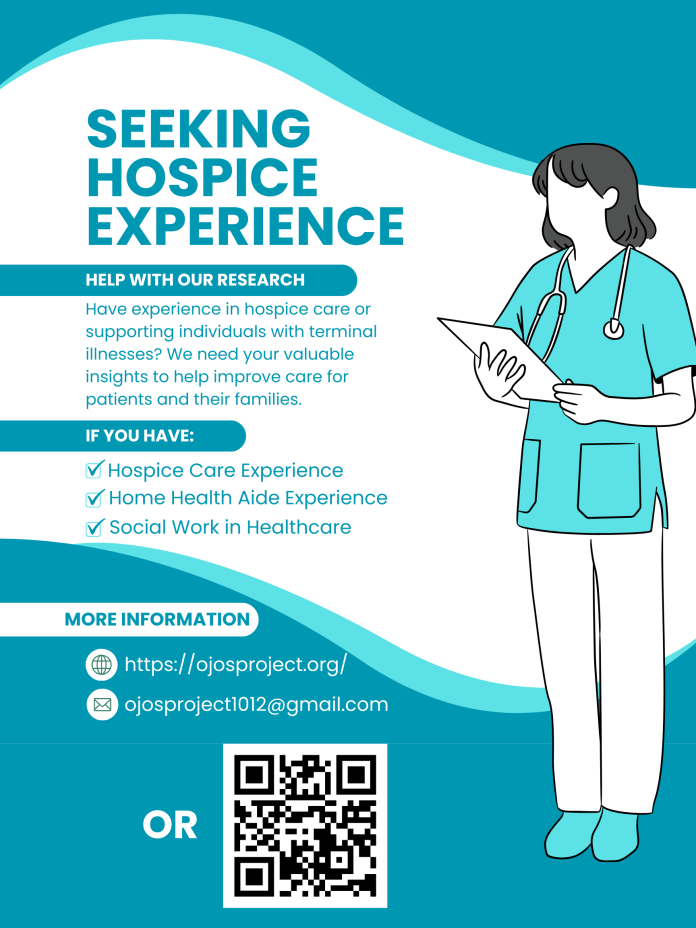 SEEKING
HOSPICE
EXPERIENCE
HELP WITH OUR RESEARCH
Have experience in hospice care or
supporting individuals with terminal
illnesses? We need your valuable
insights to help improve care for
patients and their families.
IF YOU HAVE:
Hospice Care Experience
Home Health Aide Experience
Social Work in Healthcare
MORE INFORMATION
https://ojosproject.org/
ojosproject1012@gmail.com
OR